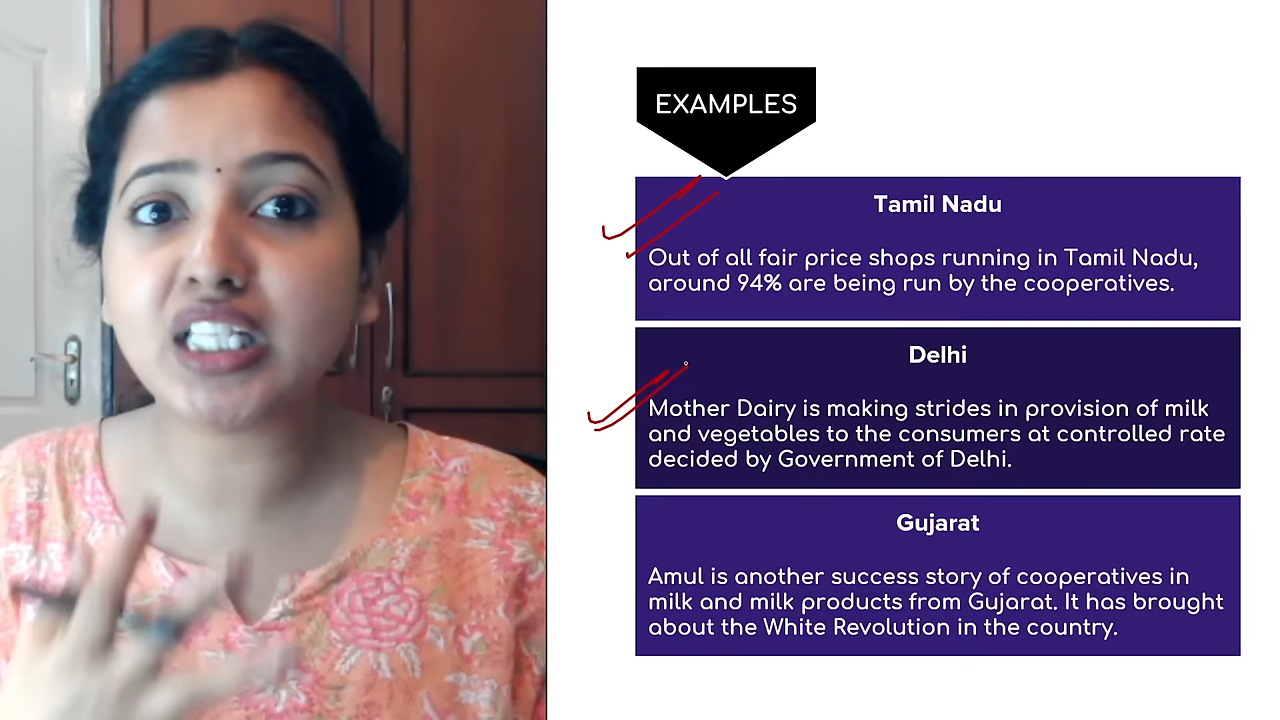 EXAMPLES
Tamil Nadu
Out of all fair price shops running in Tamil Nadu,
around 94% are being run by the cooperatives.
Delhi
Mother Dairy is making strides in provision of milk
and vegetables to the consumers at controlled rate
decided by Government of Delhi.
Gujarat
Amul is another success story of cooperatives in
milk and milk products from Gujarat. It has brought
about the White Revolution in the country.